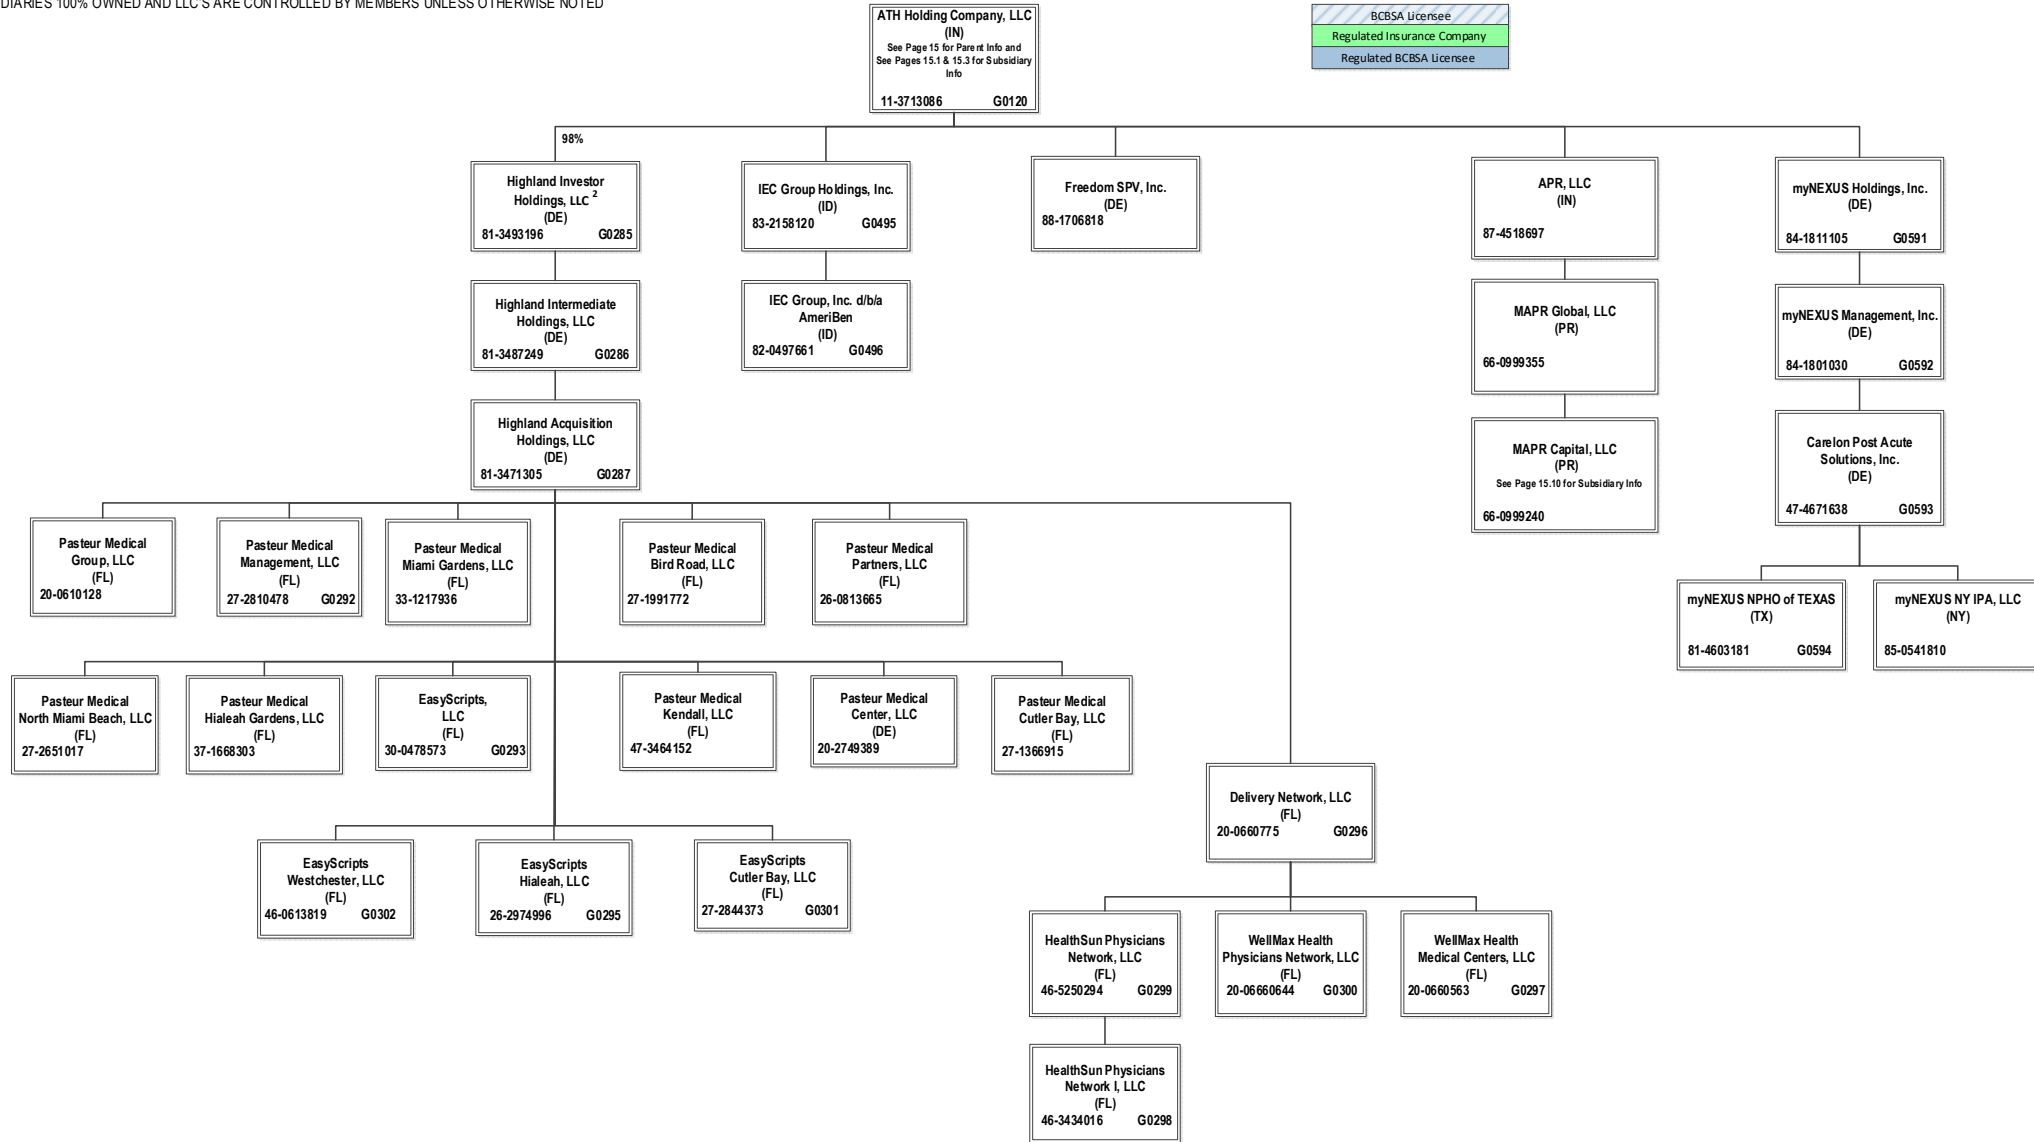 DIARIES 100% OWNED AND LLC'S ARE CONTROLLED BY MEMBERS UNLESS OTHERWISE NOTED
ATH Holding Company, LLC
(IN)
See Page 15 for Parent Info and
See Pages 15.1 & 15.3 for Subsidiary
Info
11-3713086 G0120
BCBSA Licensee
Regulated Insurance Company
Regulated BCBSA Licensee
98%
Highland Investor
Holdings, LLC 2
(DE)
81-3493196 G0285
IEC Group Holdings, Inc.
(ID)
83-2158120 G0495
Freedom SPV, Inc.
(DE)
88-1706818
APR, LLC
(IN)
87-4518697
myNEXUS Holdings, Inc.
(DE)
84-1811105 G0591
Highland Intermediate
Holdings, LLC
(DE)
81-3487249 G0286
IEC Group, Inc. d/b/a
AmeriBen
(ID)
82-0497661 G0496
MAPR Global, LLC
(PR)
66-0999355
myNEXUS Management, Inc.
(DE)
84-1801030 G0592
Highland Acquisition
Holdings, LLC
(DE)
81-3471305 G0287
MAPR Capital, LLC
(PR)
See Page 15.10 for Subsidiary Info
66-0999240
Carelon Post Acute
Solutions, Inc.
(DE)
47-4671638 G0593
Pasteur Medical
Group, LLC
(FL)
20-0610128
Pasteur Medical
Management, LLC
(FL)
27-2810478 G0292
Pasteur Medical
Miami Gardens, LLC
(FL)
33-1217936
Pasteur Medical
Bird Road, LLC
(FL)
27-1991772
Pasteur Medical
Partners, LLC
(FL)
26-0813665
myNEXUS NPHO of TEXAS
(TX)
81-4603181 G0594
myNEXUS NY IPA, LLC
(NY)
85-0541810
Pasteur Medical
North Miami Beach, LLC
(FL)
27-2651017
Pasteur Medical
Hialeah Gardens, LLC
(FL)
37-1668303
EasyScripts,
LLC
(FL)
30-0478573 G0293
Pasteur Medical
Kendall, LLC
(FL)
47-3464152
Pasteur Medical
Center, LLC
(DE)
20-2749389
Pasteur Medical
Cutler Bay, LLC
(FL)
27-1366915
Delivery Network, LLC
(FL)
20-0660775 G0296
EasyScripts
Westchester, LLC
(FL)
46-0613819 G0302
EasyScripts
Hialeah, LLC
(FL)
26-2974996 G0295
EasyScripts
Cutler Bay, LLC
(FL)
27-2844373 G0301
HealthSun Physicians
Network, LLC
(FL)
46-5250294 G0299
WellMax Health
Physicians Network, LLC
(FL)
20-06660644 G0300
WellMax Health
Medical Centers, LLC
(FL)
20-0660563 G0297
HealthSun Physicians
Network I, LLC
(FL)
46-3434016 G0298